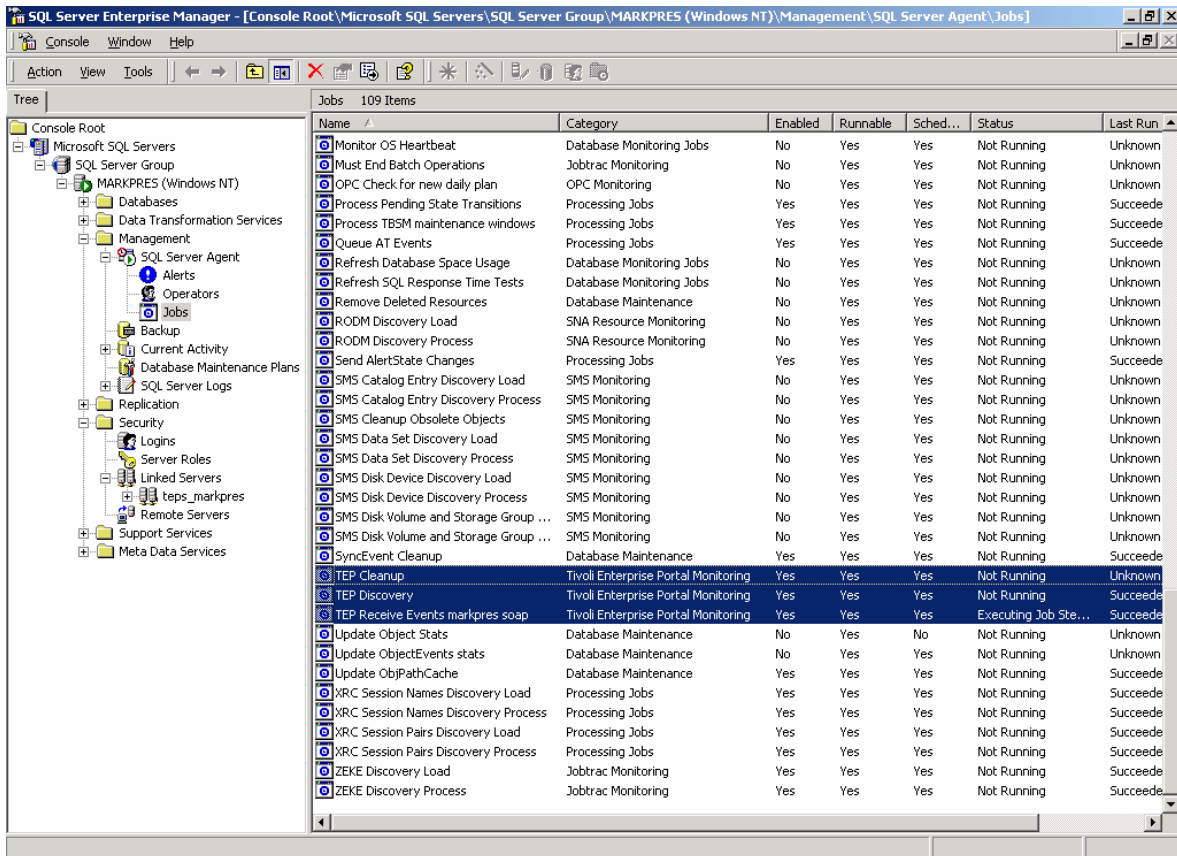 SQL Server Enterprise Manager - [Console Root\Microsoft SQL Servers\SQL Server Group\MARKPRES (Windows NT)\Management\SQL Server Agent\Jobs]
Console Window Help
Action View Tools
Tree
Console Root
Microsoft SQL Servers
SQL Server Group
MARKPRES (Windows NT)
Databases
Data Transformation Services
Management
SQL Server Agent
Alerts
Operators
Jobs
Backup
Current Activity
Database Maintenance Plans
SQL Server Logs
Replication
Security
Logins
Server Roles
Linked Servers
teps_markpres
Remote Servers
Support Services
Meta Data Services
Jobs 109 Items
Name Category Enabled Runnable Sched... Status Last Run
Monitor OS Heartbeat Database Monitoring Jobs No Yes Yes Not Running Unknown
Must End Batch Operations Jobtrac Monitoring No Yes Yes Not Running Unknown
OPC Check for new daily plan OPC Monitoring No Yes Yes Not Running Unknown
Process Pending State Transitions Processing Jobs Yes Yes Yes Not Running Succeede
Process TBSM maintenance windows Processing Jobs Yes Yes Yes Not Running Succeede
Queue AT Events Processing Jobs Yes Yes Yes Not Running Succeede
Refresh Database Space Usage Database Monitoring Jobs No Yes Yes Not Running Unknown
Refresh SQL Response Time Tests Database Monitoring Jobs No Yes Yes Not Running Unknown
Remove Deleted Resources Database Maintenance No Yes Yes Not Running Unknown
RODM Discovery Load SNA Resource Monitoring No Yes Yes Not Running Unknown
RODM Discovery Process SNA Resource Monitoring No Yes Yes Not Running Unknown
Send AlertState Changes Processing Jobs Yes Yes Yes Not Running Succeede
SMS Catalog Entry Discovery Load SMS Monitoring No Yes Yes Not Running Unknown
SMS Catalog Entry Discovery Process SMS Monitoring No Yes Yes Not Running Unknown
SMS Cleanup Obsolete Objects SMS Monitoring No Yes Yes Not Running Unknown
SMS Data Set Discovery Load SMS Monitoring No Yes Yes Not Running Unknown
SMS Data Set Discovery Process SMS Monitoring No Yes Yes Not Running Unknown
SMS Disk Device Discovery Load SMS Monitoring No Yes Yes Not Running Unknown
SMS Disk Device Discovery Process SMS Monitoring No Yes Yes Not Running Unknown
SMS Disk Volume and Storage Group ... SMS Monitoring No Yes Yes Not Running Unknown
SMS Disk Volume and Storage Group ... SMS Monitoring No Yes Yes Not Running Unknown
SyncEvent Cleanup Database Maintenance Yes Yes Yes Not Running Succeede
TEP Cleanup Tivoli Enterprise Portal Monitoring Yes Yes Yes Not Running Unknown
TEP Discovery Tivoli Enterprise Portal Monitoring Yes Yes Yes Not Running Succeede
TEP Receive Events markpres soap Tivoli Enterprise Portal Monitoring Yes Yes Yes Executing Job Ste... Succeede
Update Object Stats Database Maintenance No Yes No Not Running Unknown
Update ObjectEvents stats Database Maintenance No Yes Yes Not Running Unknown
Update ObjPathCache Database Maintenance Yes Yes Yes Not Running Succeede
XRC Session Names Discovery Load Processing Jobs Yes Yes Yes Not Running Succeede
XRC Session Names Discovery Process Processing Jobs Yes Yes Yes Not Running Succeede
XRC Session Pairs Discovery Load Processing Jobs Yes Yes Yes Not Running Succeede
XRC Session Pairs Discovery Process Processing Jobs Yes Yes Yes Not Running Succeede
ZEKE Discovery Load Jobtrac Monitoring Yes Yes Yes Not Running Succeede
ZEKE Discovery Process Jobtrac Monitoring Yes Yes Yes Not Running Succeede